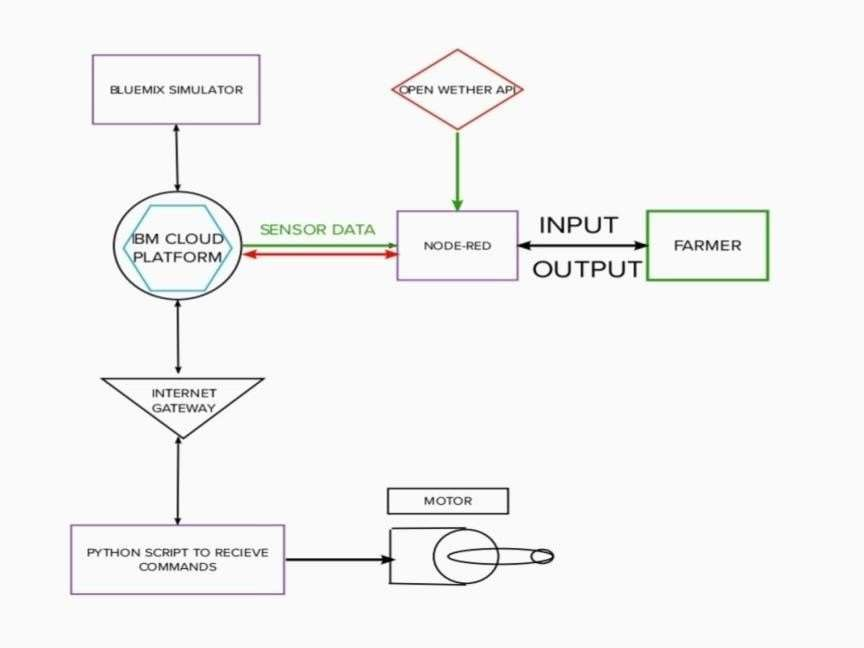 BLUEMIX SIMULATOR
OPEN WETHER API
IBM CLOUD
PLATFORM
SENSOR DATA
NODE-RED
INPUT
OUTPUT
FARMER
INTERNET
GATEWAY
MOTOR
PYTHON SCRIPT TO RECIEVE
COMMANDS